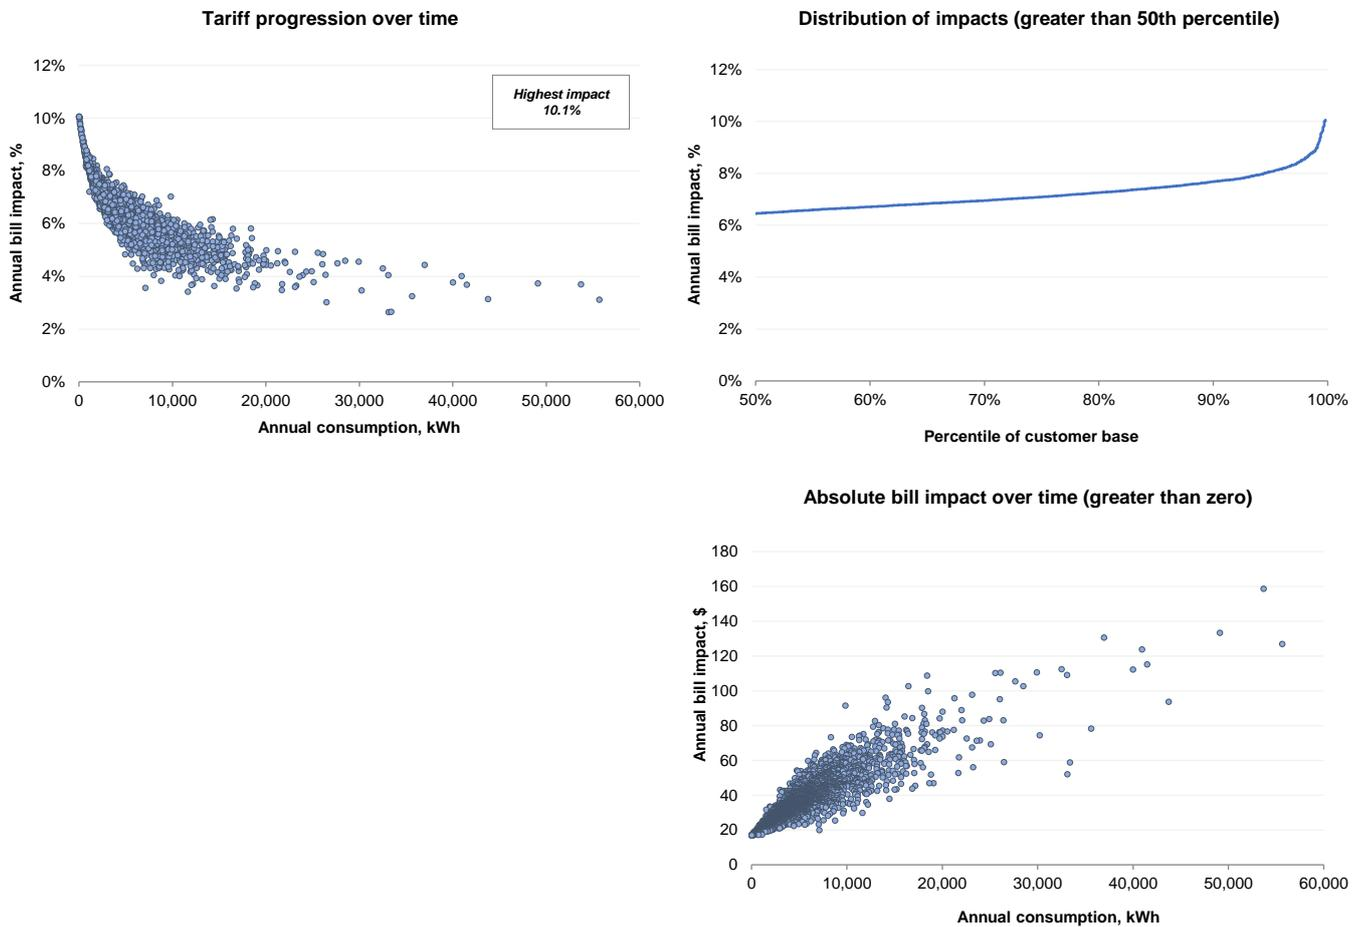 Tariff progression over time
12%
10%
8%
6%
4%
2%
0%
Annual bill impact, %
Highest impact
10.1%
0 10,000 20,000 30,000 40,000 50,000 60,000
Annual consumption, kWh
Distribution of impacts (greater than 50th percentile)
12%
10%
8%
6%
4%
2%
0%
Annual bill impact, %
50% 60% 70% 80% 90% 100%
Percentile of customer base
Absolute bill impact over time (greater than zero)
180
160
140
120
100
80
60
40
20
0
Annual bill impact, $
0 10,000 20,000 30,000 40,000 50,000 60,000
Annual consumption, kWh